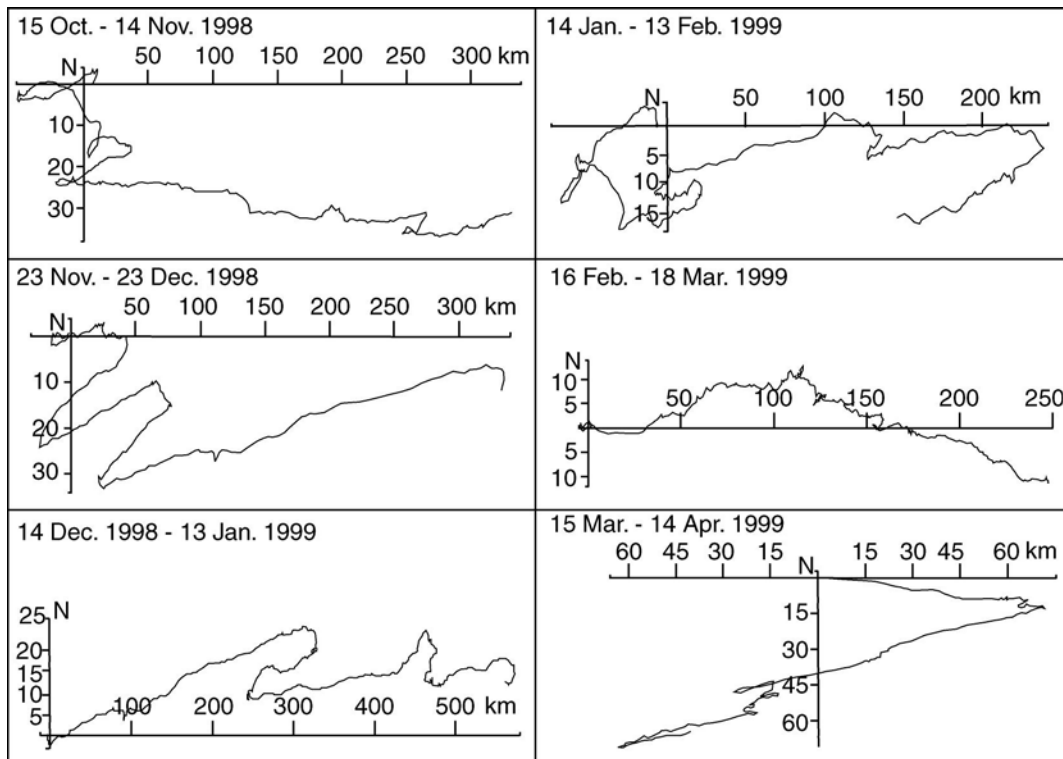 15 Oct. - 14 Nov. 1998
50 100 150 200 250 300 km
N
10
20
30
14 Jan. - 13 Feb. 1999
50 100 150 200 km
N
5
10
15
23 Nov. - 23 Dec. 1998
50 100 150 200 250 300 km
N
10
20
30
16 Feb. - 18 Mar. 1999
N
10
5
50 100 150 200 250
5
10
14 Dec. 1998 - 13 Jan. 1999
25 N
20
15
10
5
100 200 300 400 500 km
15 Mar. - 14 Apr. 1999
60 45 30 15 N 15 30 45 60 km
15
30
45
60